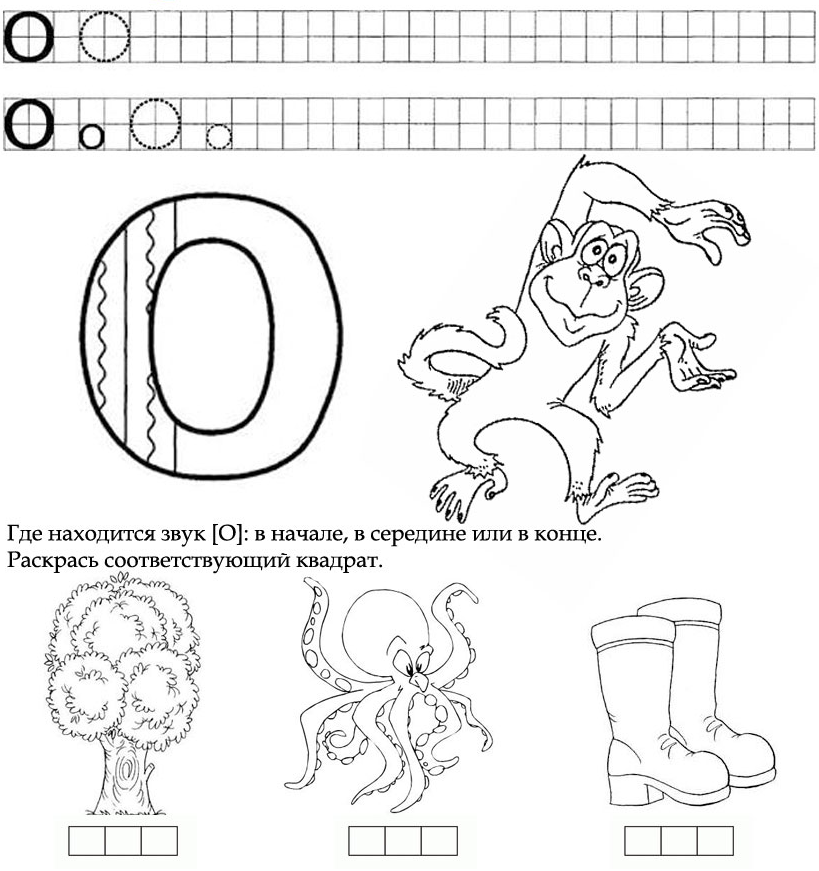 О
О о
О
Где находится звук [О]: в начале, в середине или в конце.
Раскрась соответствующий квадрат.